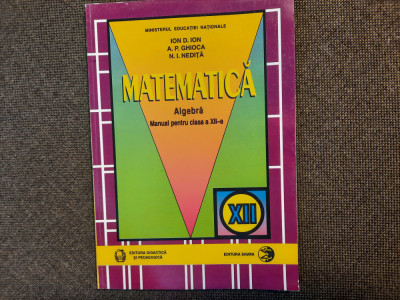 MINISTERUL EDUCAȚIEI NAȚIONALE
ION D. ION
A. P. GHIOCA
N. I. NEDIȚĂ
MATEMATICĂ
Algebră
Manual pentru clasa a XII-a
XII
EDITURA DIDACTICĂ
ȘI PEDAGOGICĂ
EDITURA SIGMA